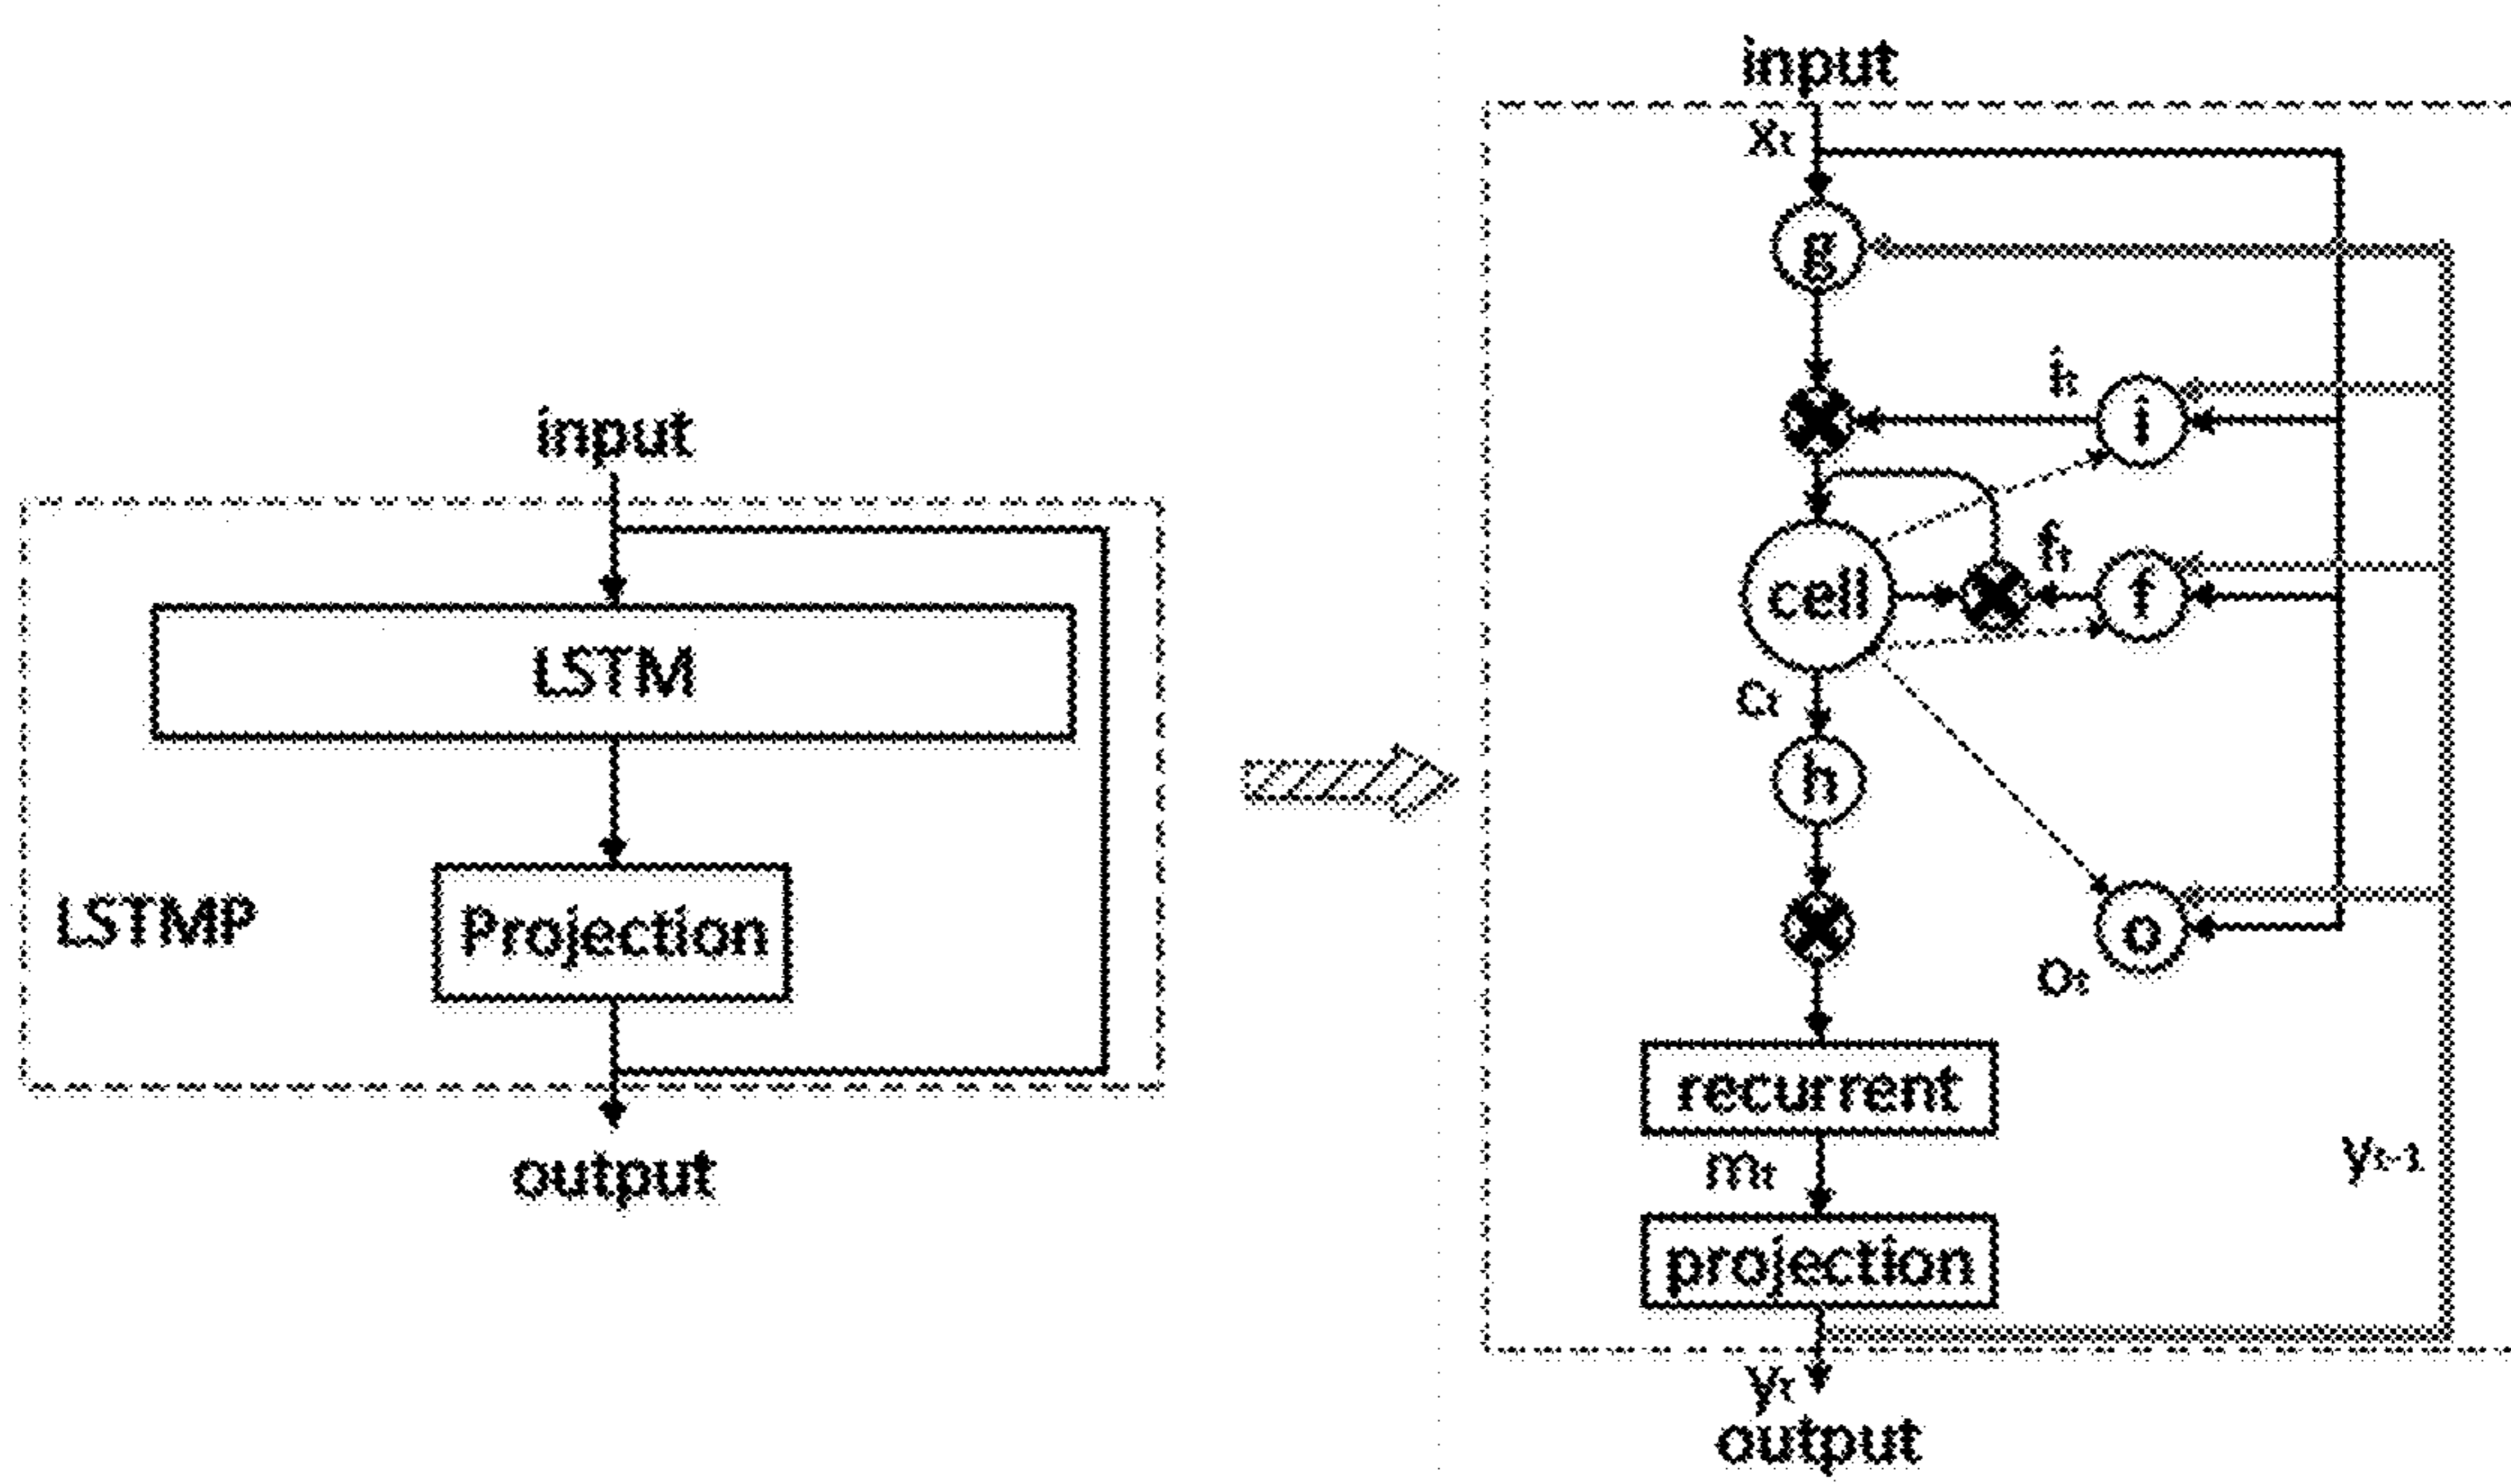 input
LSTM
Projection
LSTMP
output
input
xt
g
it
i
ft
cell
f
ct
h
o
ot
recurrent
mt
yt-1
projection
yt
output